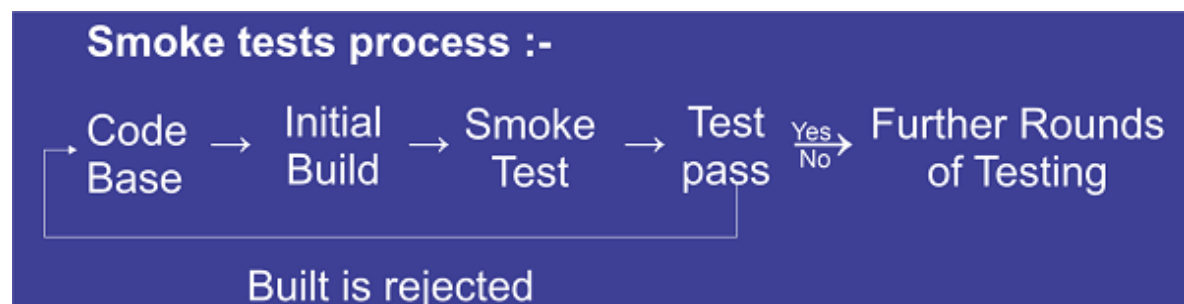 Smoke tests process :-
Code Base → Initial Build → Smoke Test → Test pass Yes No → Further Rounds of Testing
Built is rejected